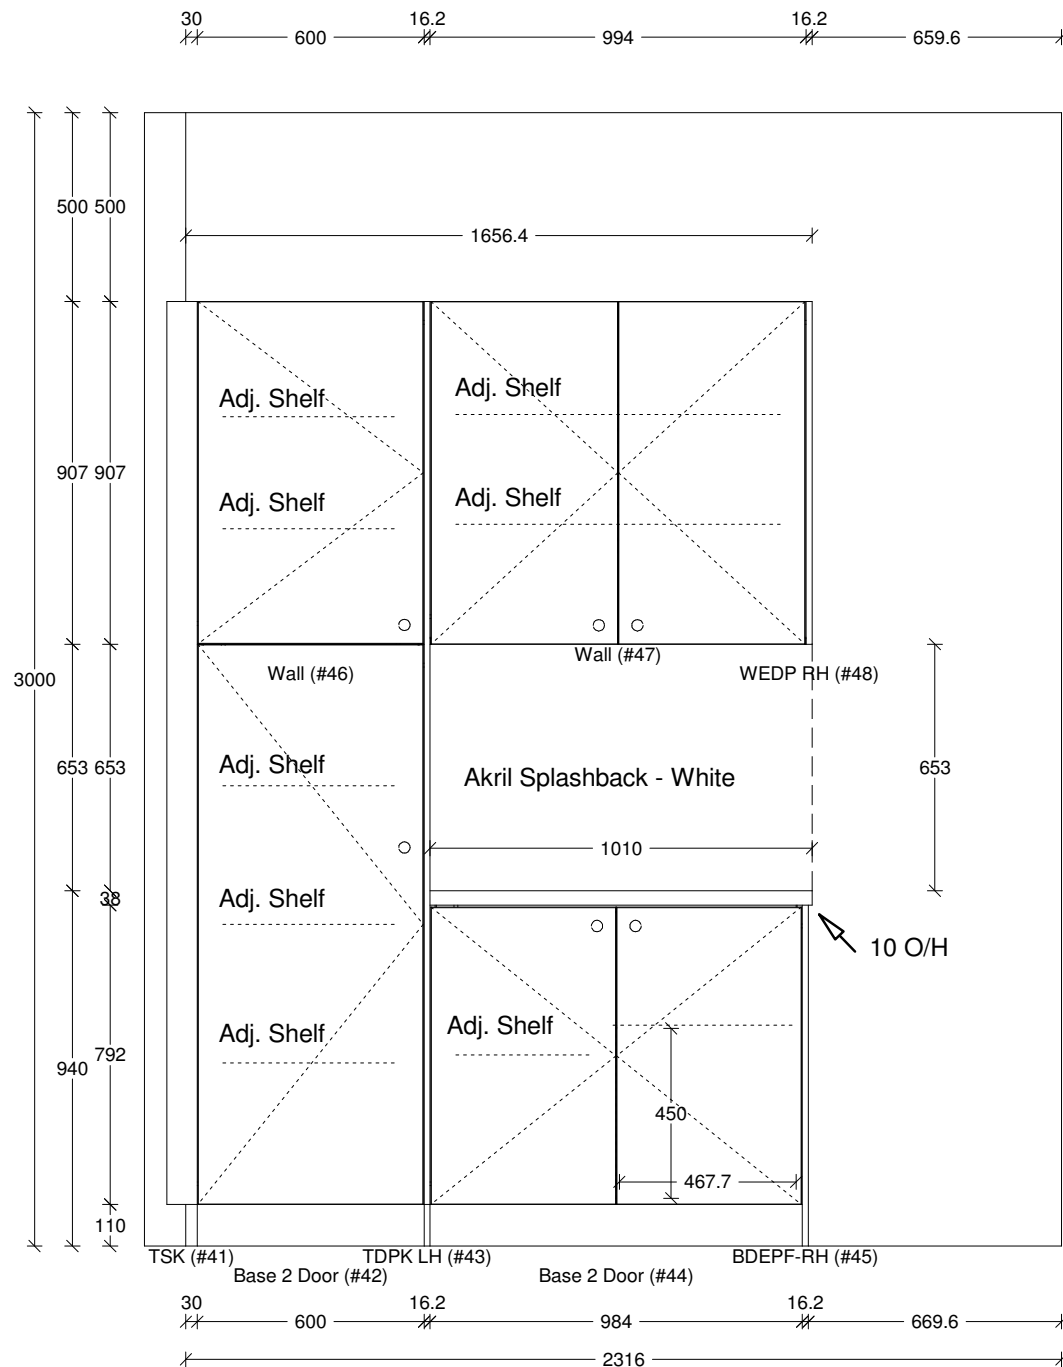 30 16.2 16.2
600 994 659.6
500 500
1656.4
Adj. Shelf Adj. Shelf
907 907
Adj. Shelf Adj. Shelf
Wall (#46) Wall (#47) WEDP RH (#48)
3000
653 653 653
Adj. Shelf
Akril Splashback - White
1010
38
Adj. Shelf
10 O/H
Adj. Shelf Adj. Shelf
940 792
450
467.7
110
TSK (#41) TDPK LH (#43) BDEPF-RH (#45)
Base 2 Door (#42) Base 2 Door (#44)
30 16.2 16.2
600 984 669.6
2316